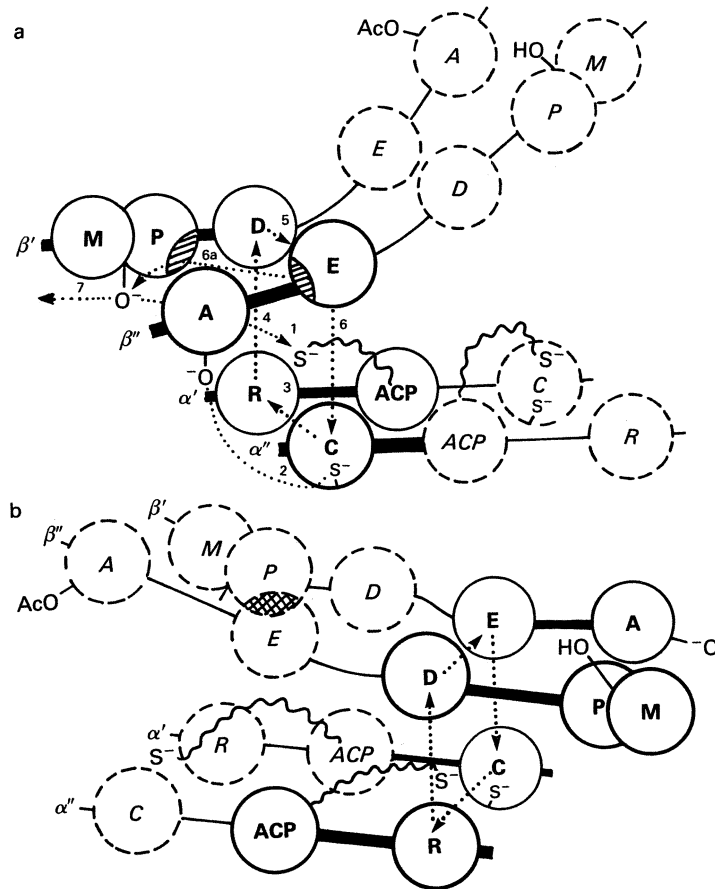 a
AcO
A
HO
M
E
P
D
β′
M
P
D
5
E
6a
7
O⁻
A
4
1
6
β″
S⁻
S⁻
⁻O
α′
R
3
ACP
C
S⁻
α″
C
ACP
R
2
S⁻
b
β″
β′
A
M
P
D
AcO
E
E
A
⁻O
HO
D
P
M
α′
S⁻
R
ACP
S⁻
C
S⁻
α″
C
ACP
R